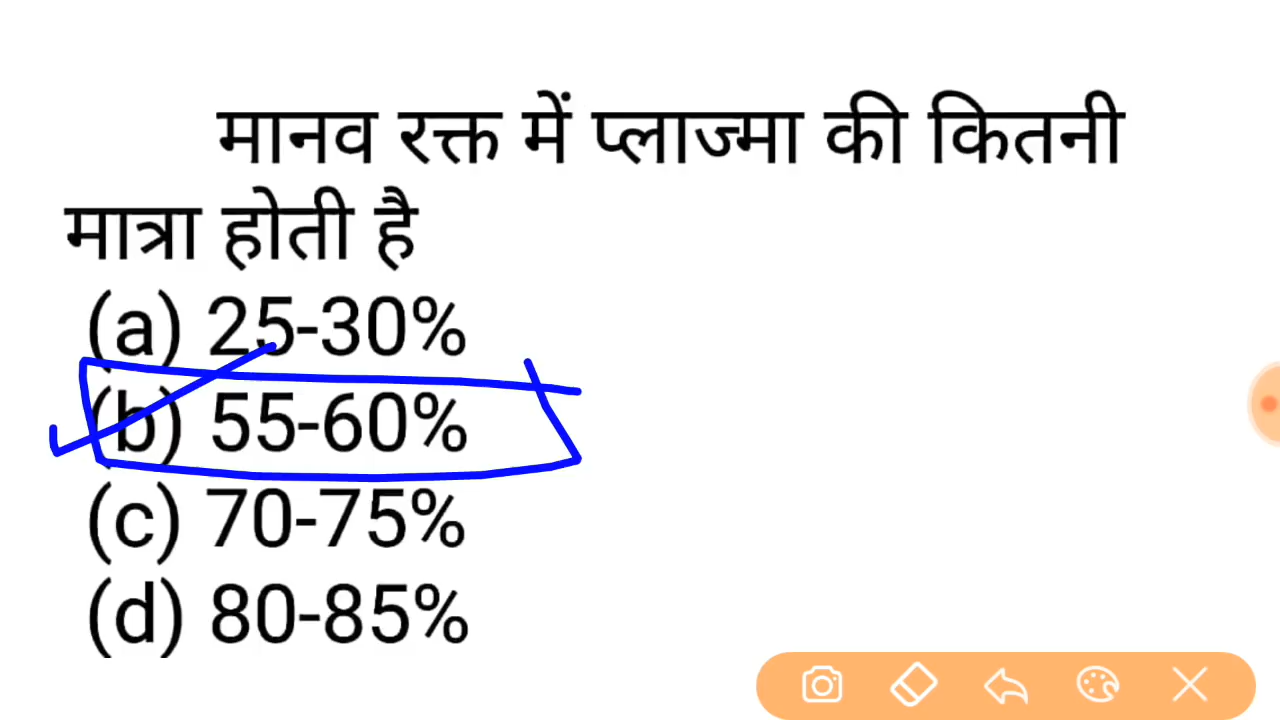 मानव रक्त में प्लाज्मा की कितनी
मात्रा होती है
(a) 25-30%
(b) 55-60%
(c) 70-75%
(d) 80-85%